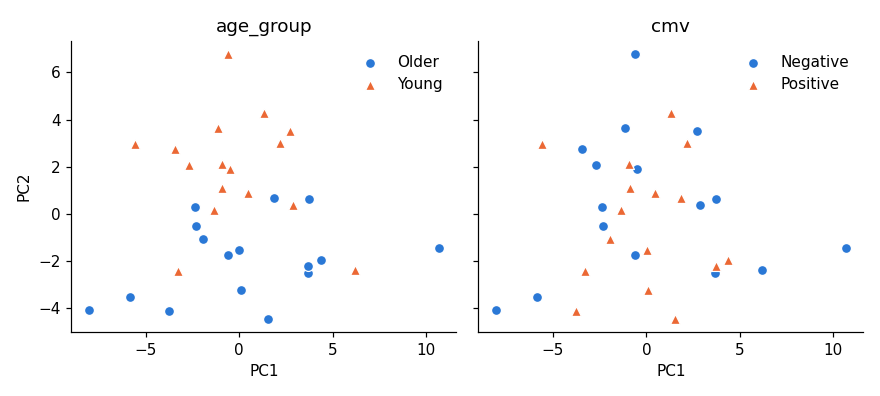 age_group
cmv
Older
Young
Negative
Positive
PC2
6
4
2
0
−2
−4
−5
0
5
10
−5
0
5
10
PC1
PC1